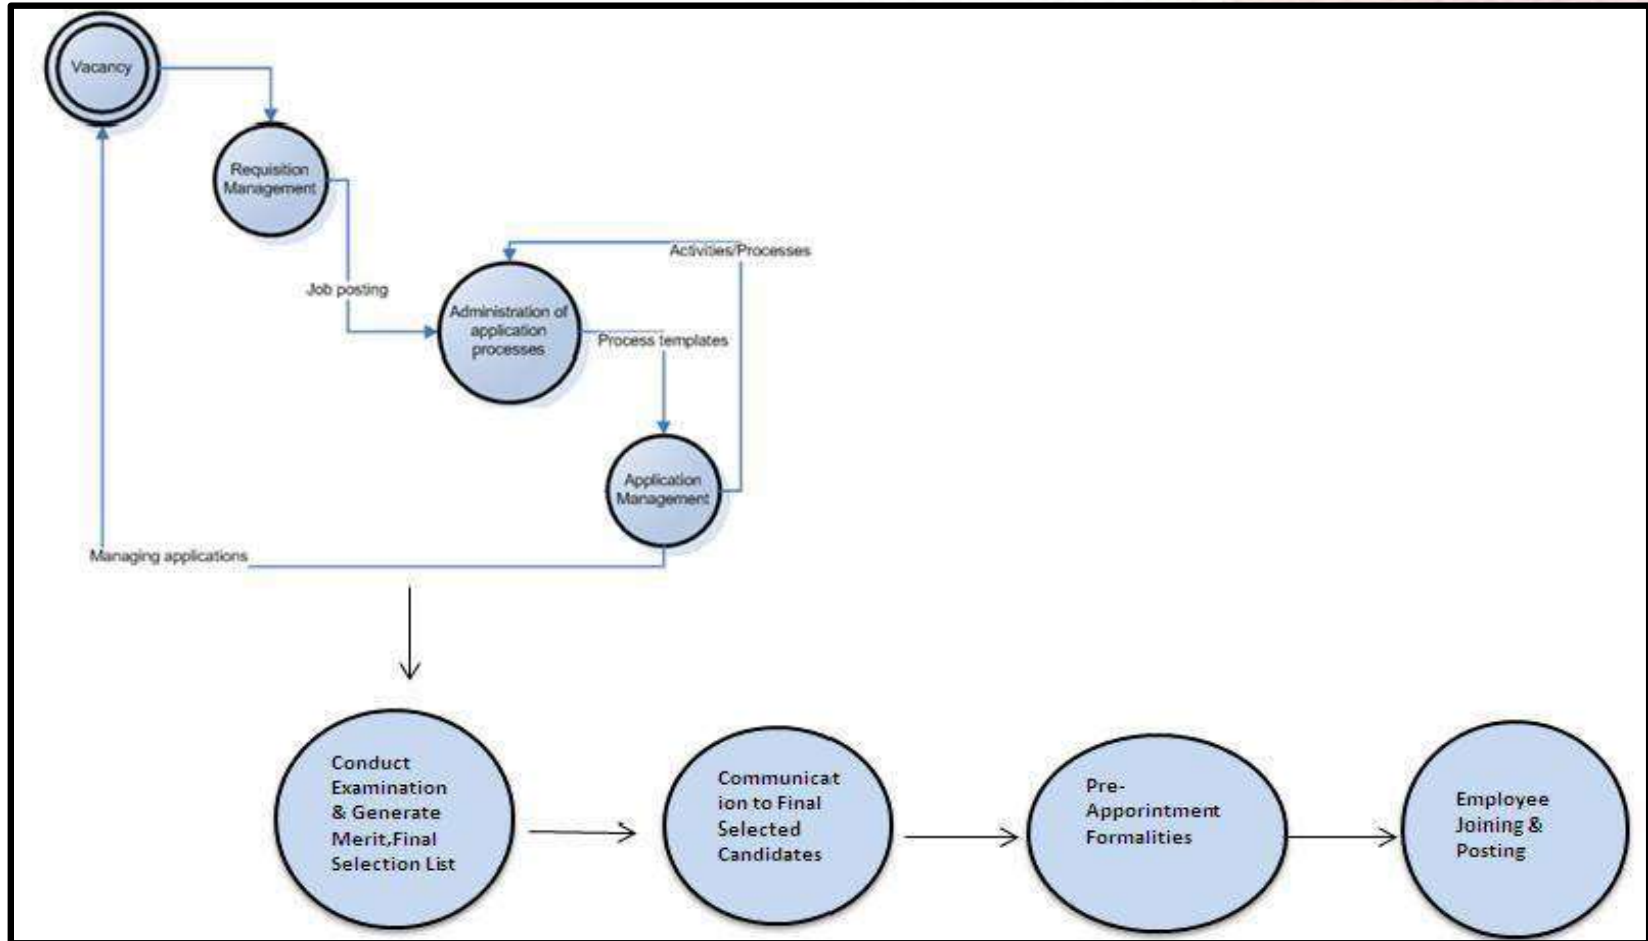 Vacancy
Requisition
Management
Activities/Processes
Job posting
Administration of
application
processes
Process templates
Application
Management
Managing applications
Conduct
Examination
& Generate
Merit,Final
Selection List
Communicat
ion to Final
Selected
Candidates
Pre-
Apporintment
Formalities
Employee
Joining &
Posting